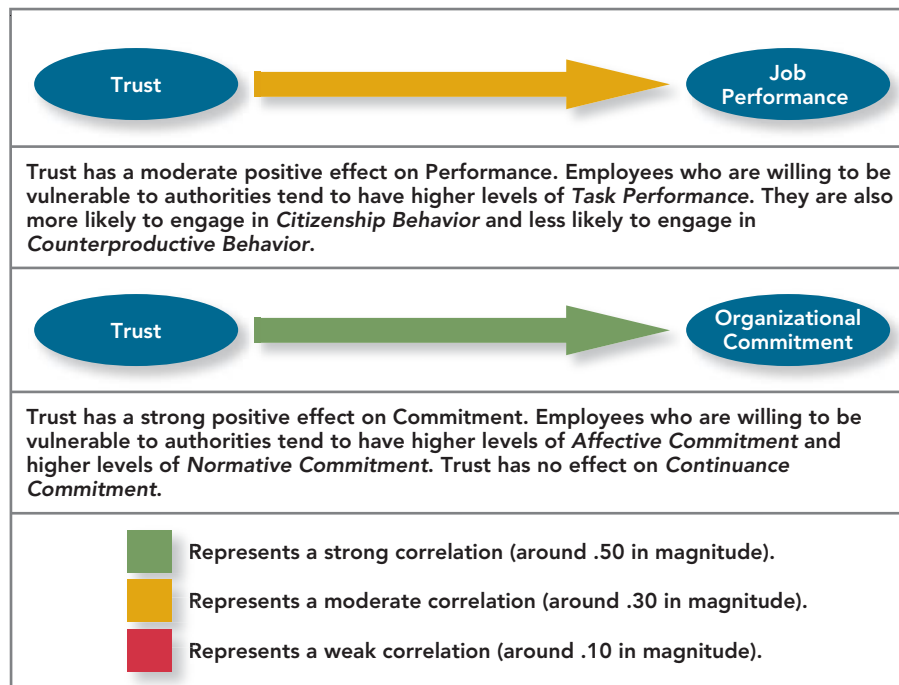 Trust
Job
Performance
Trust has a moderate positive effect on Performance. Employees who are willing to be
vulnerable to authorities tend to have higher levels of Task Performance. They are also
more likely to engage in Citizenship Behavior and less likely to engage in
Counterproductive Behavior.
Trust
Organizational
Commitment
Trust has a strong positive effect on Commitment. Employees who are willing to be
vulnerable to authorities tend to have higher levels of Affective Commitment and
higher levels of Normative Commitment. Trust has no effect on Continuance
Commitment.
Represents a strong correlation (around .50 in magnitude).
Represents a moderate correlation (around .30 in magnitude).
Represents a weak correlation (around .10 in magnitude).